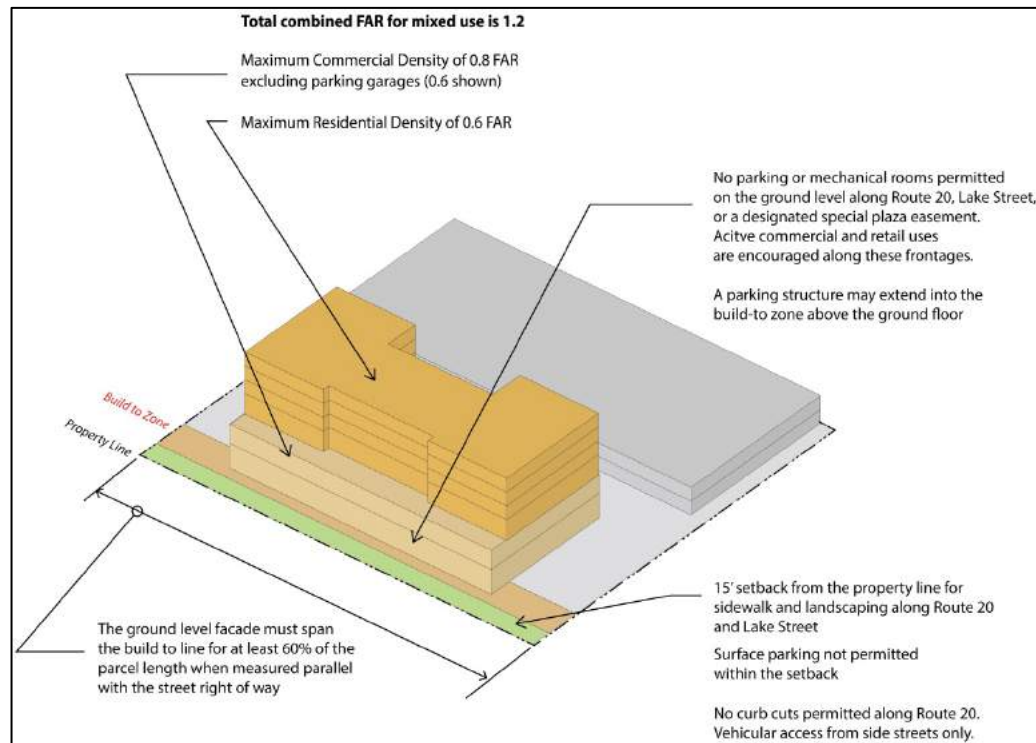 Total combined FAR for mixed use is 1.2
Maximum Commercial Density of 0.8 FAR
excluding parking garages (0.6 shown)
Maximum Residential Density of 0.6 FAR
No parking or mechanical rooms permitted
on the ground level along Route 20, Lake Street,
or a designated special plaza easement.
Acitve commercial and retail uses
are encouraged along these frontages.
A parking structure may extend into the
build-to zone above the ground floor
Build to Zone
Property Line
15' setback from the property line for
sidewalk and landscaping along Route 20
and Lake Street
Surface parking not permitted
within the setback
No curb cuts permitted along Route 20.
Vehicular access from side streets only.
The ground level facade must span
the build to line for at least 60% of the
parcel length when measured parallel
with the street right of way